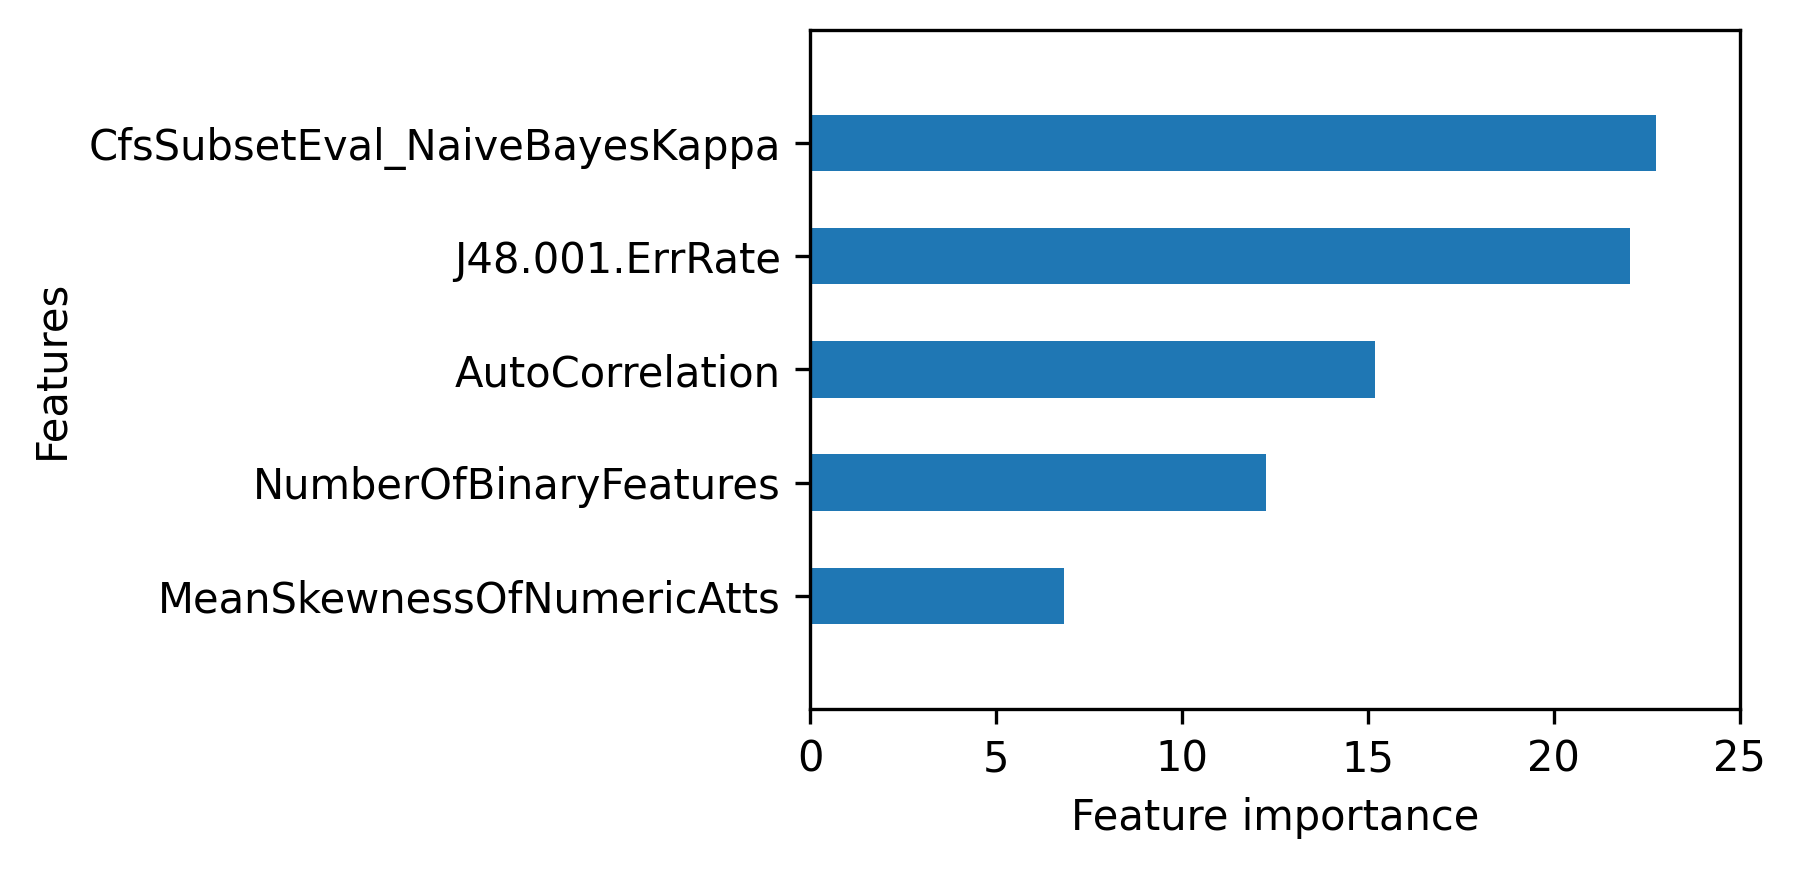 CfsSubsetEval_NaiveBayesKappa
J48.001.ErrRate
AutoCorrelation
NumberOfBinaryFeatures
MeanSkewnessOfNumericAtts
Features
0 5 10 15 20 25
Feature importance